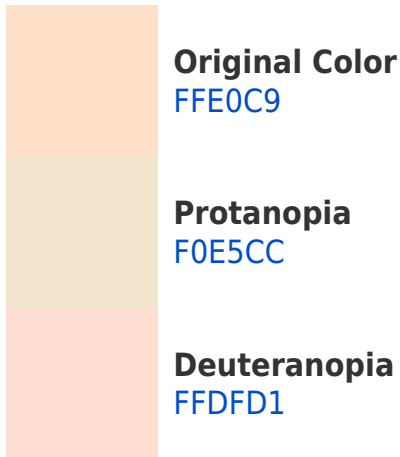 Original Color
FFE0C9
Protanopia
F0E5CC
Deuteranopia
FFDFD1